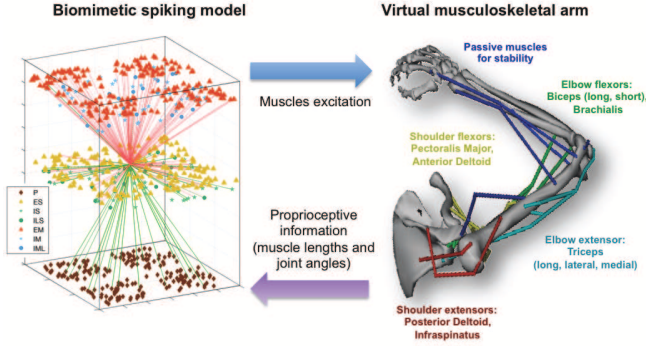 Biomimetic spiking model
Virtual musculoskeletal arm
Muscles excitation
Passive muscles
for stability
Elbow flexors:
Biceps (long, short),
Brachialis
Shoulder flexors:
Pectoralis Major,
Anterior Deltoid
P
ES
IS
ILS
EM
IM
IML
Proprioceptive
information
(muscle lengths and
joint angles)
Elbow extensor:
Triceps
(long, lateral, medial)
Shoulder extensors:
Posterior Deltoid,
Infraspinatus